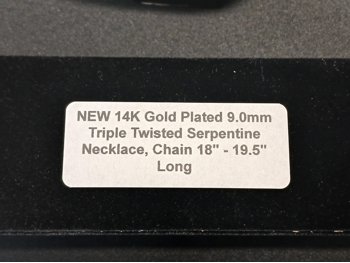 NEW 14K Gold Plated 9.0mm
Triple Twisted Serpentine
Necklace, Chain 18" - 19.5"
Long